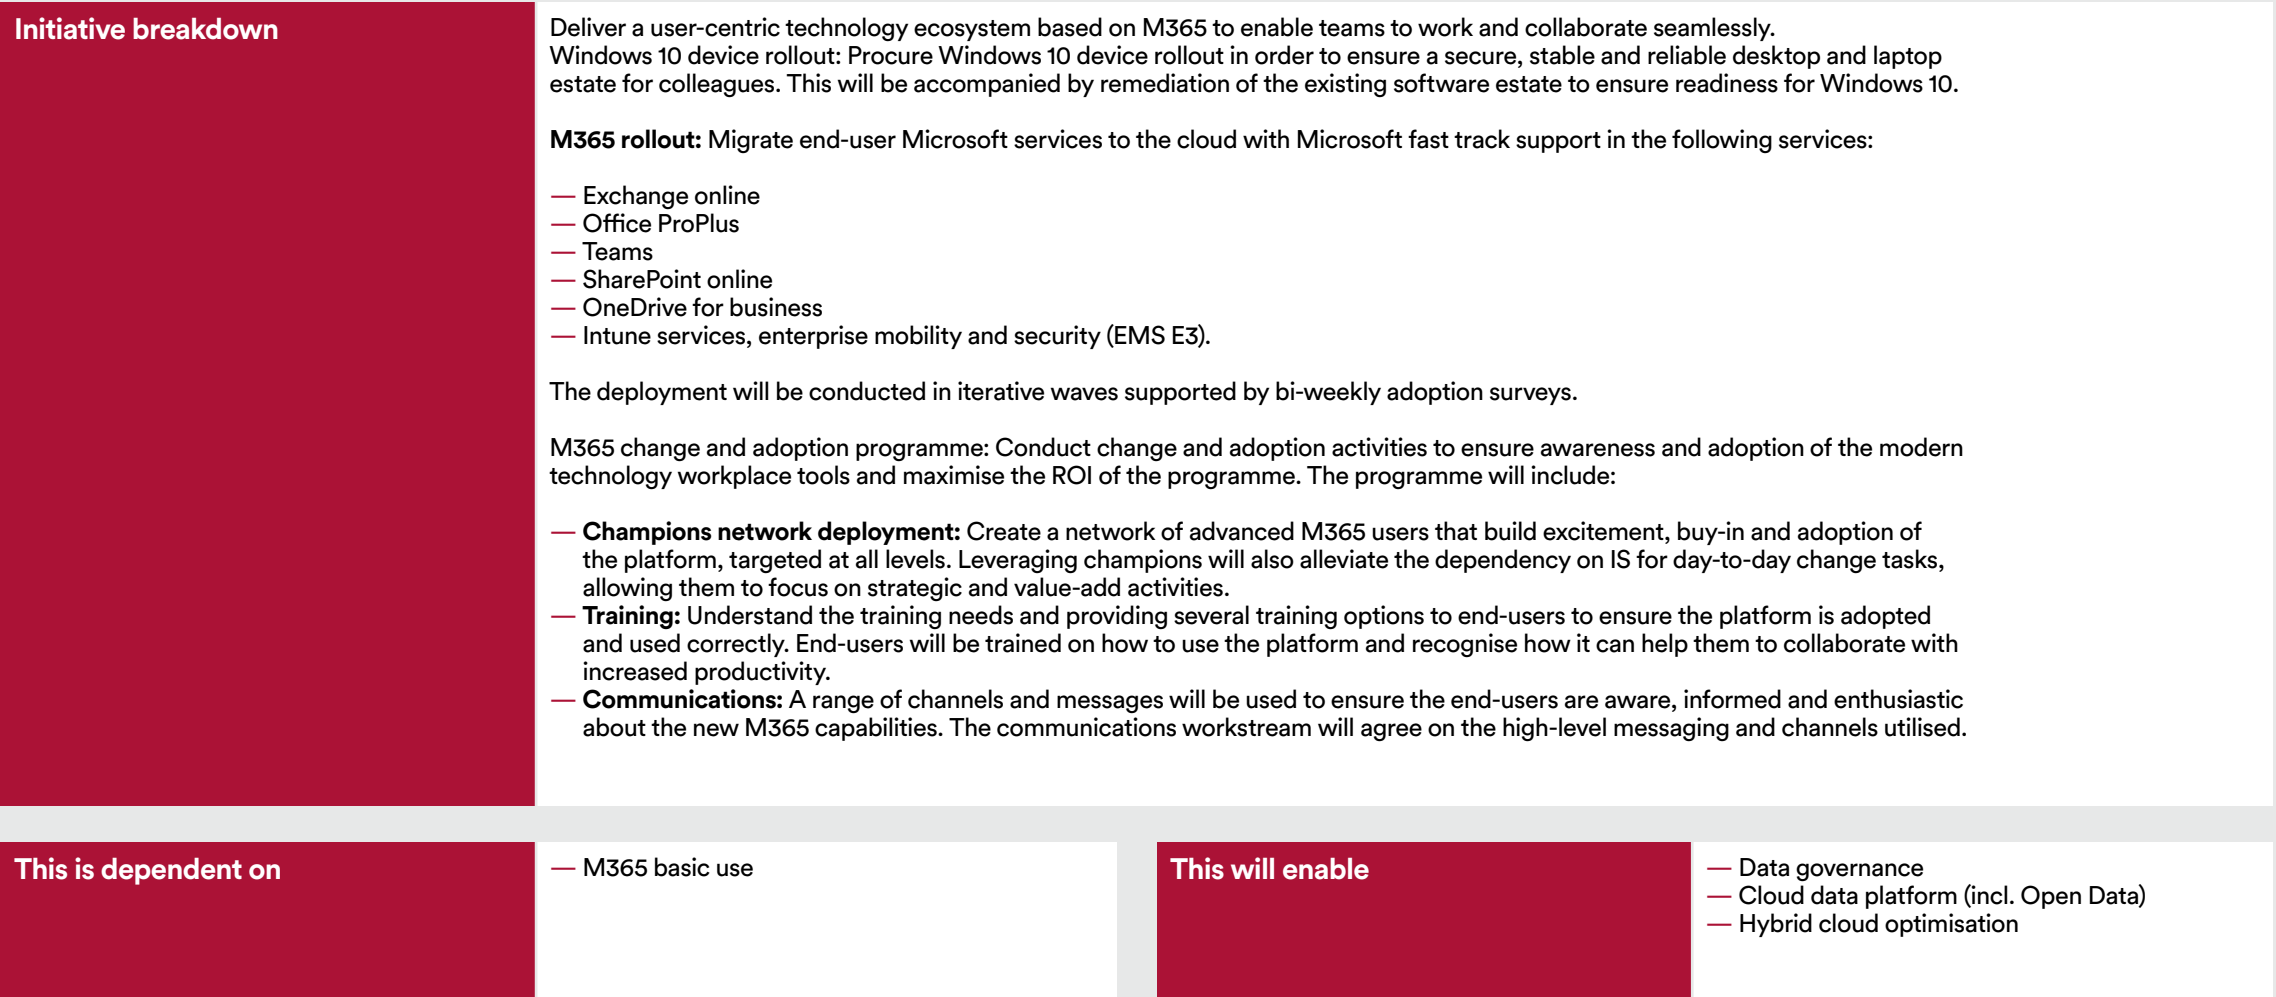 Initiative breakdown
Deliver a user-centric technology ecosystem based on M365 to enable teams to work and collaborate seamlessly.
Windows 10 device rollout: Procure Windows 10 device rollout in order to ensure a secure, stable and reliable desktop and laptop
estate for colleagues. This will be accompanied by remediation of the existing software estate to ensure readiness for Windows 10.
M365 rollout: Migrate end-user Microsoft services to the cloud with Microsoft fast track support in the following services:
— Exchange online
— Office ProPlus
— Teams
— SharePoint online
— OneDrive for business
— Intune services, enterprise mobility and security (EMS E3).
The deployment will be conducted in iterative waves supported by bi-weekly adoption surveys.
M365 change and adoption programme: Conduct change and adoption activities to ensure awareness and adoption of the modern
technology workplace tools and maximise the ROI of the programme. The programme will include:
— Champions network deployment: Create a network of advanced M365 users that build excitement, buy-in and adoption of
the platform, targeted at all levels. Leveraging champions will also alleviate the dependency on IS for day-to-day change tasks,
allowing them to focus on strategic and value-add activities.
— Training: Understand the training needs and providing several training options to end-users to ensure the platform is adopted
and used correctly. End-users will be trained on how to use the platform and recognise how it can help them to collaborate with
increased productivity.
— Communications: A range of channels and messages will be used to ensure the end-users are aware, informed and enthusiastic
about the new M365 capabilities. The communications workstream will agree on the high-level messaging and channels utilised.
This is dependent on
— M365 basic use
This will enable
— Data governance
— Cloud data platform (incl. Open Data)
— Hybrid cloud optimisation